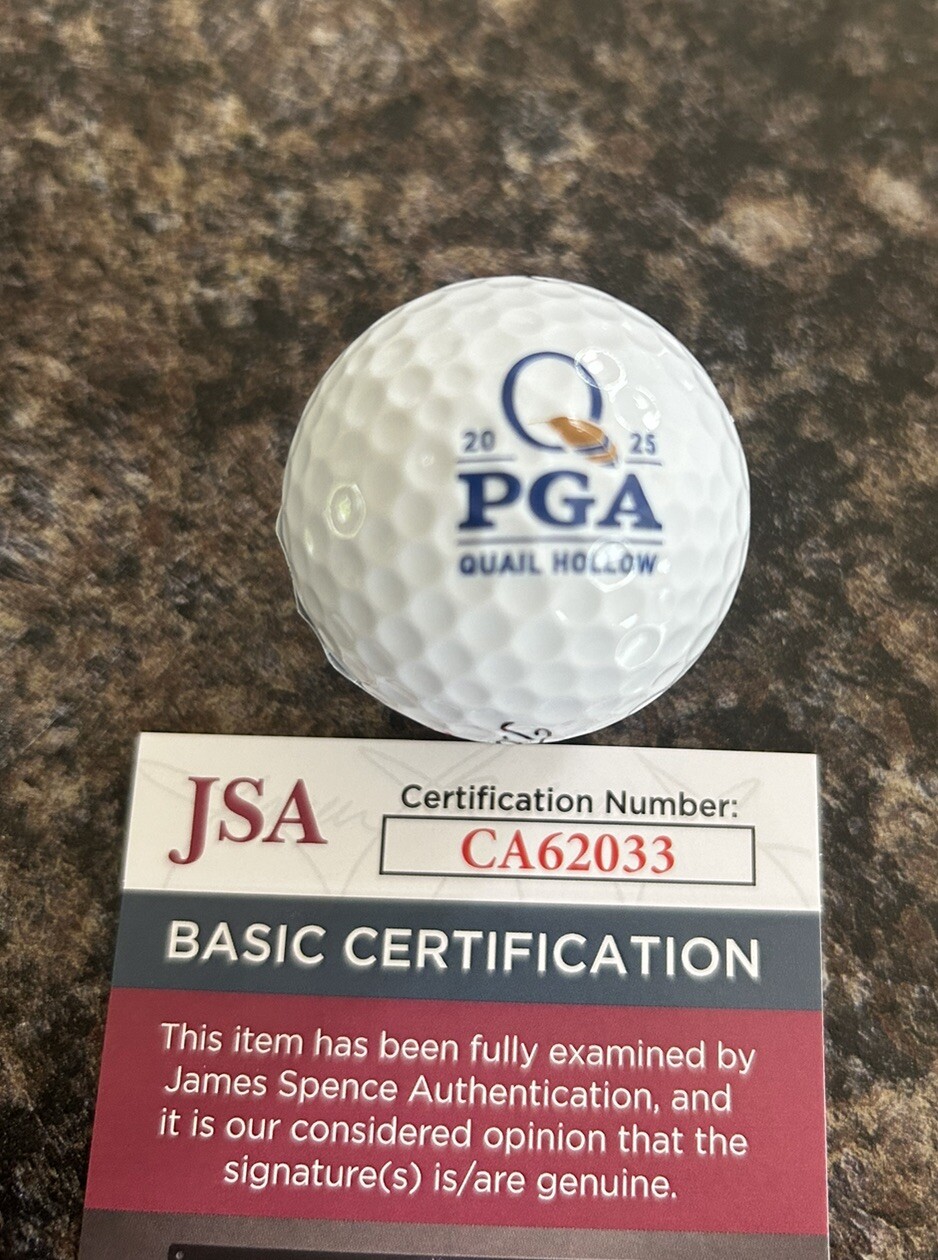 20 25
PGA
QUAIL HOLLOW
JSA
Certification Number:
CA62033
BASIC CERTIFICATION
This item has been fully examined by
James Spence Authentication, and
it is our considered opinion that the
signature(s) is/are genuine.